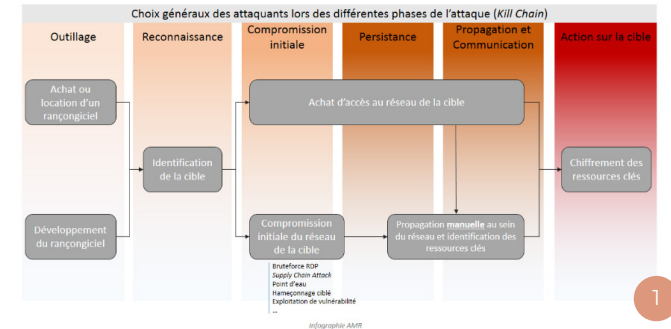 Choix généraux des attaquants lors des différentes phases de l'attaque (Kill Chain)
Outillage
Reconnaissance
Compromission
initiale
Persistance
Propagation et
Communication
Action sur la cible
Achat ou
location d'un
rançongiciel
Achat d'accès au réseau de la cible
Identification
de la cible
Chiffrement des
ressources clés
Développement
du rançongiciel
Compromission
initiale du réseau
de la cible
Propagation manuelle au sein
du réseau et identification des
ressources clés
Bruteforce RDP
Supply Chain Attack
Point d'eau
Hameçonnage ciblé
Exploitation de vulnérabilité
...
1
Infographie AMR